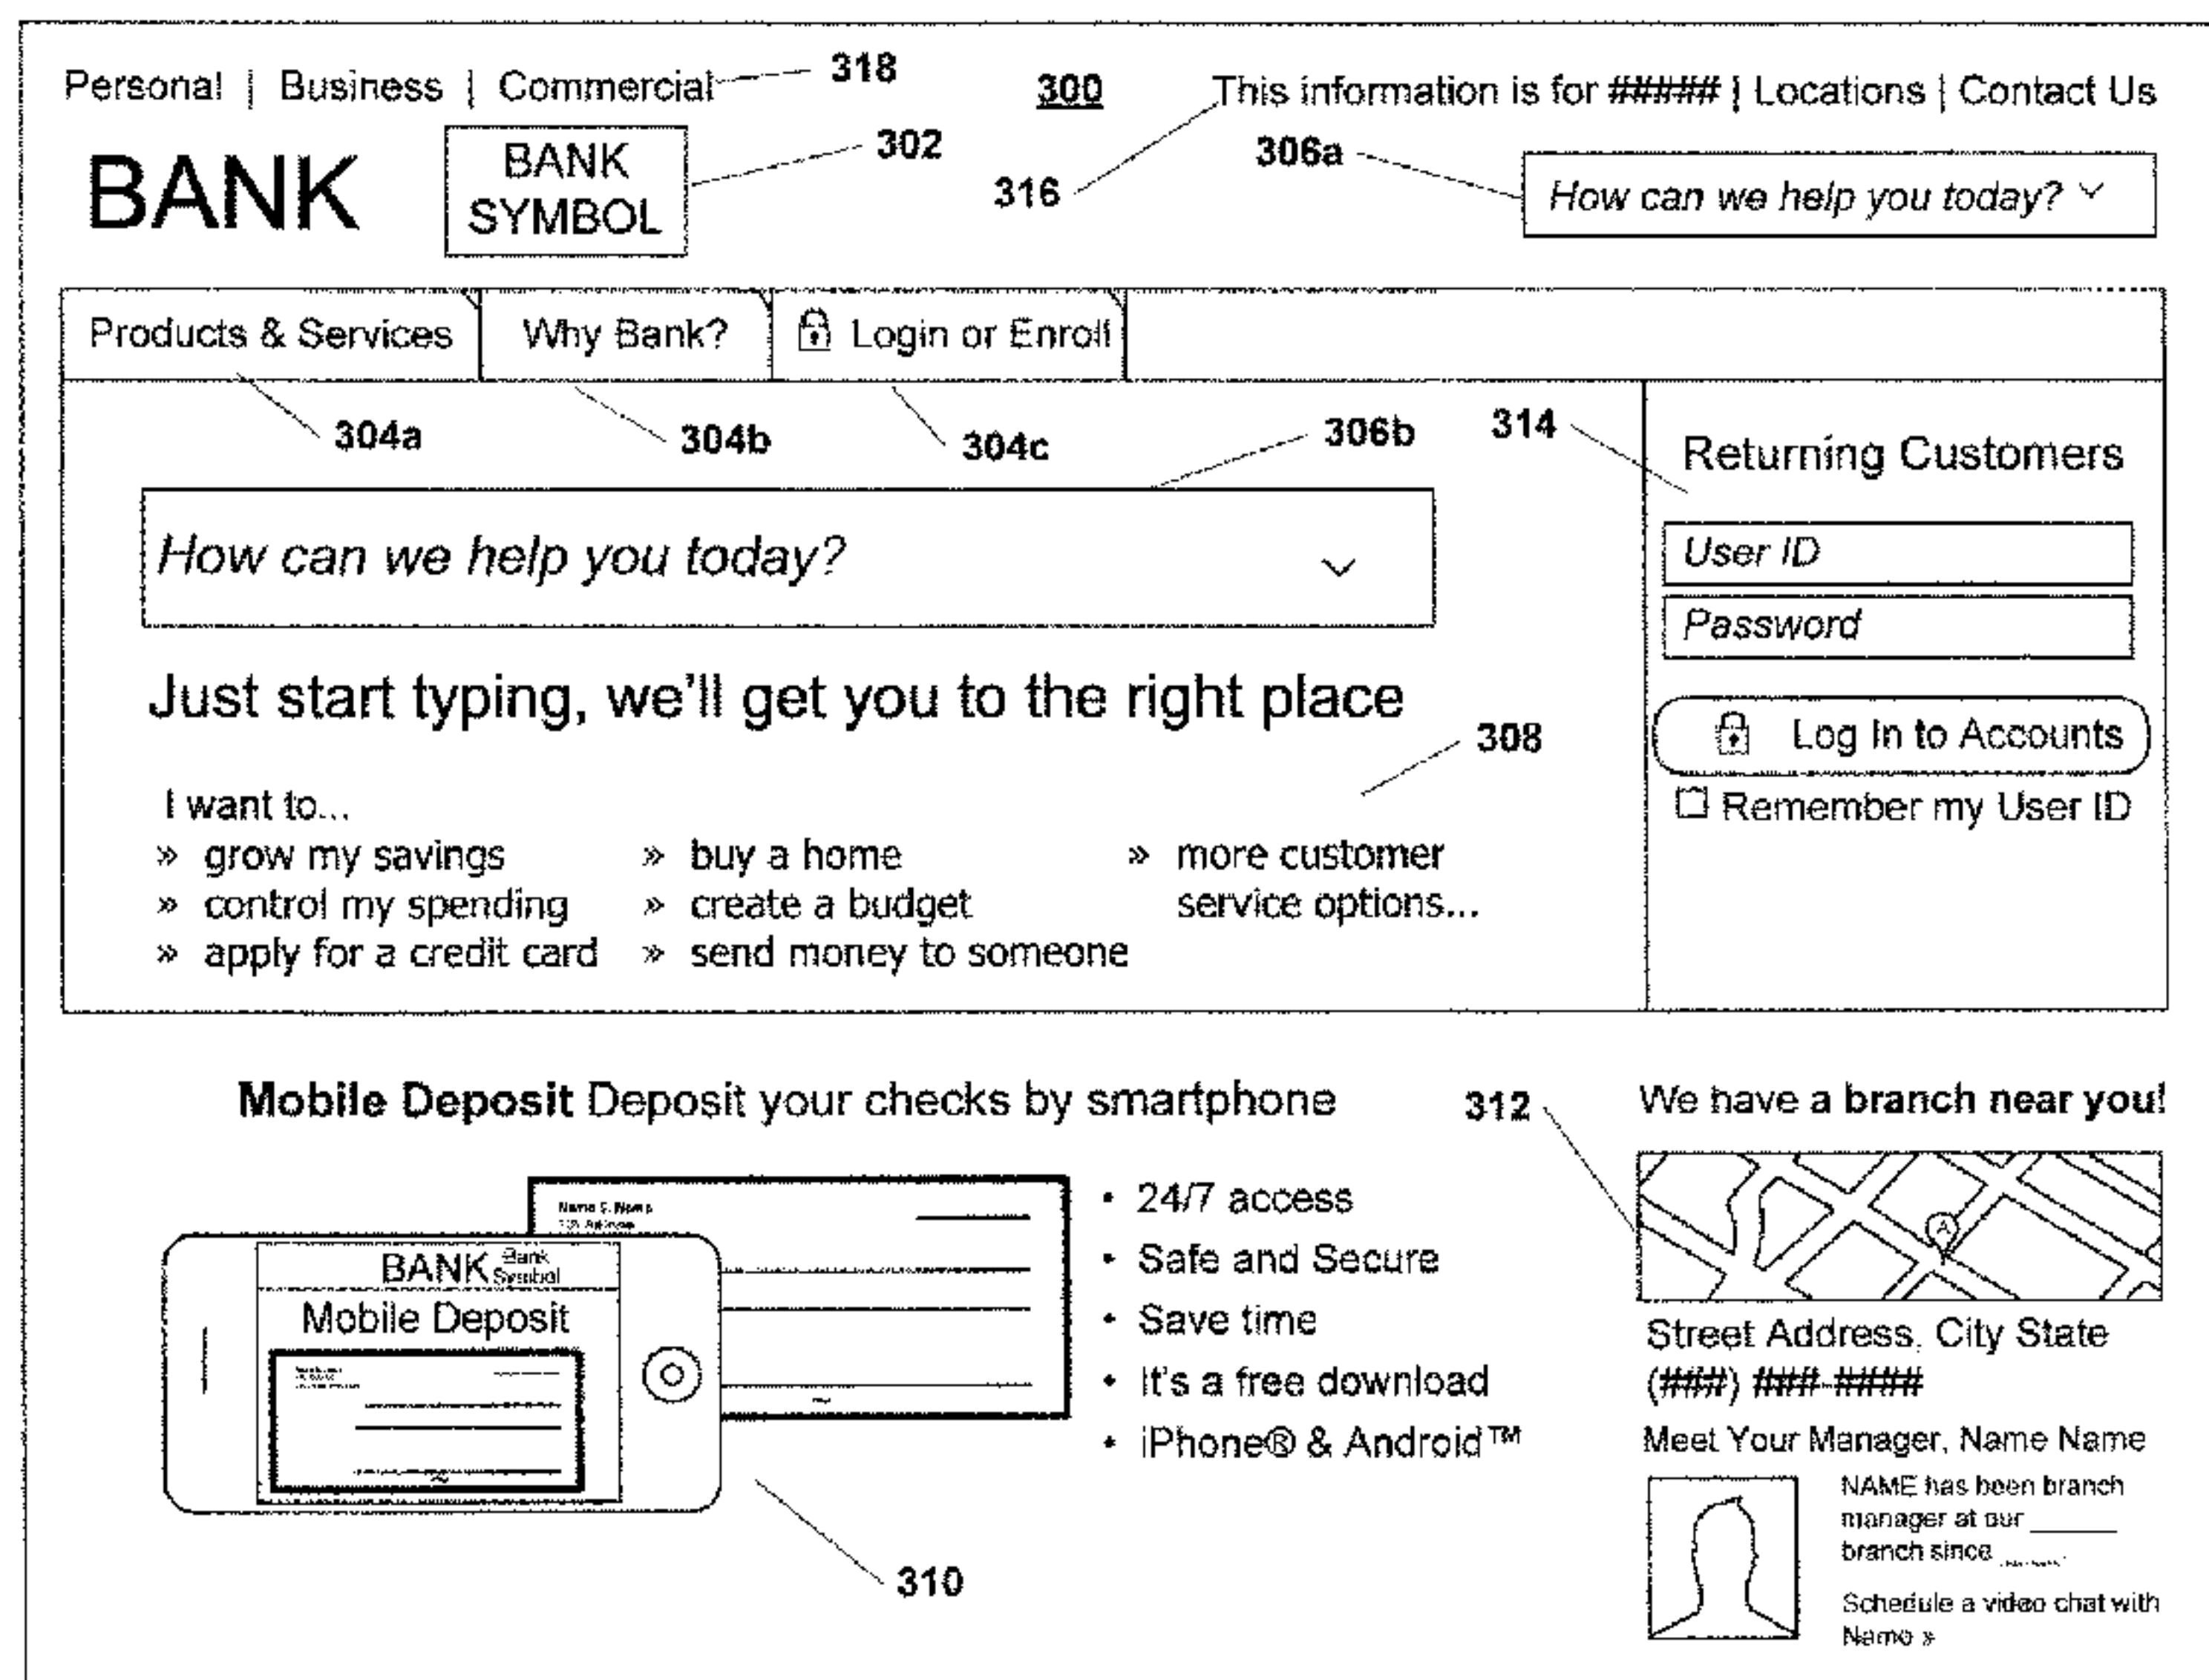 Personal | Business | Commercial 318
300
This information is for ##### | Locations | Contact Us
BANK
BANK
SYMBOL
302
316
306a
How can we help you today?
Products & Services
Why Bank?
Login or Enroll
304a
304b
304c
306b
314
Returning Customers
How can we help you today?
User ID
Password
Just start typing, we'll get you to the right place
308
Log In to Accounts
Remember my User ID
I want to...
» grow my savings
» control my spending
» apply for a credit card
» buy a home
» create a budget
» send money to someone
» more customer
service options...
Mobile Deposit Deposit your checks by smartphone
312
We have a branch near you!
BANK Bank
Symbol
Mobile Deposit
• 24/7 access
• Safe and Secure
• Save time
• It's a free download
• iPhone® & Android™
310
A
Street Address, City State
(###) ###-####
Meet Your Manager, Name Name
NAME has been branch
manager at our ______
branch since ______.
Schedule a video chat with
Name »